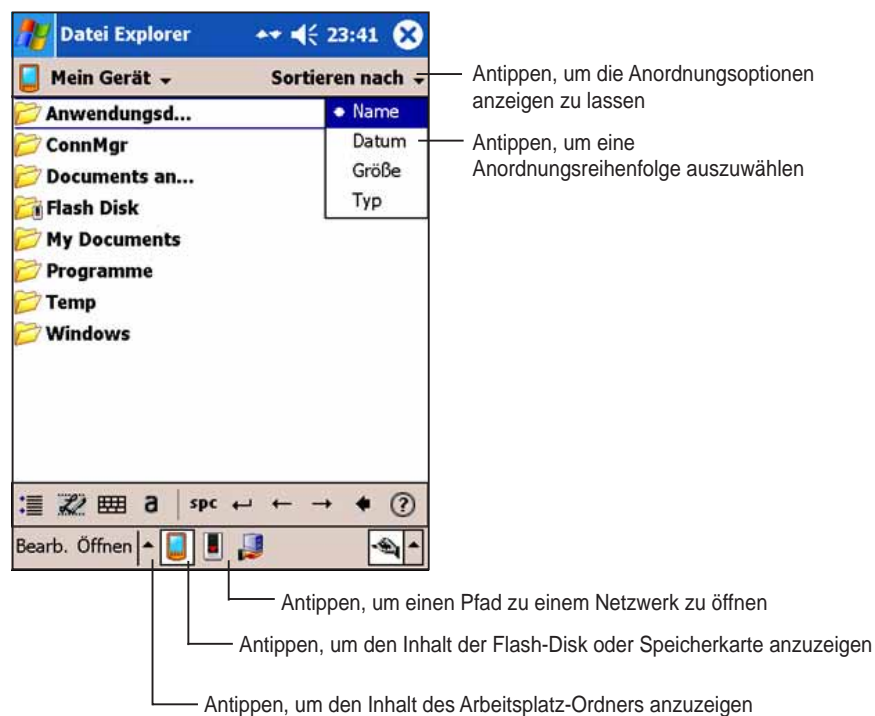 Datei Explorer 23:41
Mein Gerät Sortieren nach
Antippen, um die Anordnungsoptionen
anzeigen zu lassen
Anwendungsd...
Name
ConnMgr
Datum
Antippen, um eine
Anordnungsreihenfolge auszuwählen
Documents an...
Größe
Flash Disk
Typ
My Documents
Programme
Temp
Windows
a spc ?
Bearb. Öffnen
Antippen, um einen Pfad zu einem Netzwerk zu öffnen
Antippen, um den Inhalt der Flash-Disk oder Speicherkarte anzuzeigen
Antippen, um den Inhalt des Arbeitsplatz-Ordners anzuzeigen